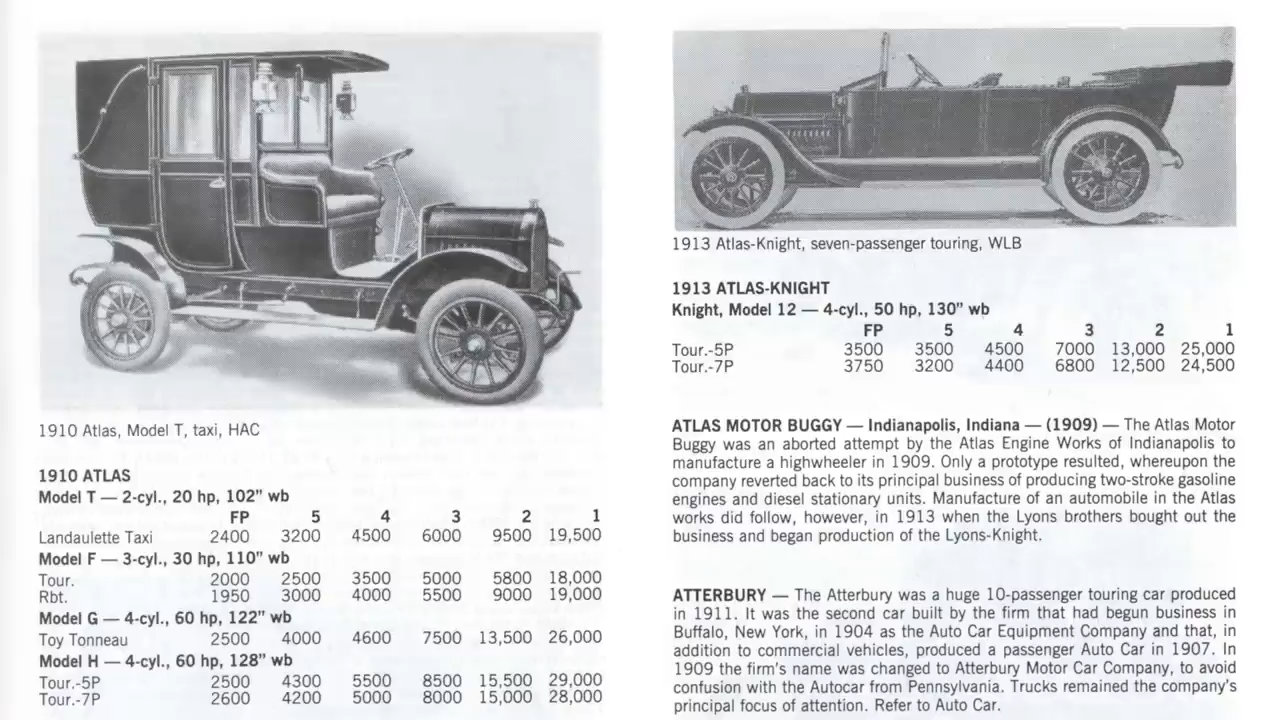 1910 Atlas, Model T, taxi, HAC
1910 ATLAS
Model T — 2-cyl., 20 hp, 102" wb
FP 5 4 3 2 1
Landaulette Taxi 2400 3200 4500 6000 9500 19,500
Model F — 3-cyl., 30 hp, 110" wb
Tour. 2000 2500 3500 5000 5800 18,000
Rbt. 1950 3000 4000 5500 9000 19,000
Model G — 4-cyl., 60 hp, 122" wb
Toy Tonneau 2500 4000 4600 7500 13,500 26,000
Model H — 4-cyl., 60 hp, 128" wb
Tour.-5P 2500 4300 5500 8500 15,500 29,000
Tour.-7P 2600 4200 5000 8000 15,000 28,000
1913 Atlas-Knight, seven-passenger touring, WLB
1913 ATLAS-KNIGHT
Knight, Model 12 — 4-cyl., 50 hp, 130" wb
FP 5 4 3 2 1
Tour.-5P 3500 3500 4500 7000 13,000 25,000
Tour.-7P 3750 3200 4400 6800 12,500 24,500
ATLAS MOTOR BUGGY — Indianapolis, Indiana — (1909) — The Atlas Motor
Buggy was an aborted attempt by the Atlas Engine Works of Indianapolis to
manufacture a highwheeler in 1909. Only a prototype resulted, whereupon the
company reverted back to its principal business of producing two-stroke gasoline
engines and diesel stationary units. Manufacture of an automobile in the Atlas
works did follow, however, in 1913 when the Lyons brothers bought out the
business and began production of the Lyons-Knight.
ATTERBURY — The Atterbury was a huge 10-passenger touring car produced
in 1911. It was the second car built by the firm that had begun business in
Buffalo, New York, in 1904 as the Auto Car Equipment Company and that, in
addition to commercial vehicles, produced a passenger Auto Car in 1907. In
1909 the firm's name was changed to Atterbury Motor Car Company, to avoid
confusion with the Autocar from Pennsylvania. Trucks remained the company's
principal focus of attention. Refer to Auto Car.